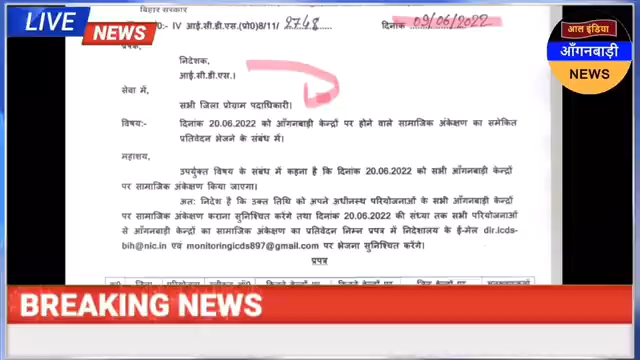 बिहार सरकार
LIVE NEWS
आल इंडिया
आँगनबाड़ी
NEWS
IV आई.सी.डी.एस.(प्रो0)8/11/ 2748 दिनांक 09/06/2022
प्रेषक,
निदेशक,
आई.सी.डी.एस.।
सेवा में,
सभी जिला प्रोग्राम पदाधिकारी।
विषय:- दिनांक 20.06.2022 को आँगनबाड़ी केन्द्रों पर होने वाले सामाजिक अंकेक्षण का समेकित
प्रतिवेदन भेजने के संबंध में।
महाशय,
उपर्युक्त विषय के संबंध में कहना है कि दिनांक 20.06.2022 को सभी आँगनबाड़ी केन्द्रों
पर सामाजिक अंकेक्षण किया जाएगा।
अतः निदेश है कि उक्त तिथि को अपने अधीनस्थ परियोजनाओं के सभी आँगनबाड़ी केन्द्रों पर
सामाजिक अंकेक्षण कराना सुनिश्चित करेंगे तथा दिनांक 20.06.2022 की संध्या तक सभी परियोजनाओं
से आँगनबाड़ी केन्द्रों का सामाजिक अंकेक्षण का प्रतिवेदन निम्न प्रपत्र में निदेशालय के ई-मेल dir.icds-
bih@nic.in एवं monitoringicds897@gmail.com पर भेजना सुनिश्चित करेंगे।
प्रपत्र
BREAKING NEWS